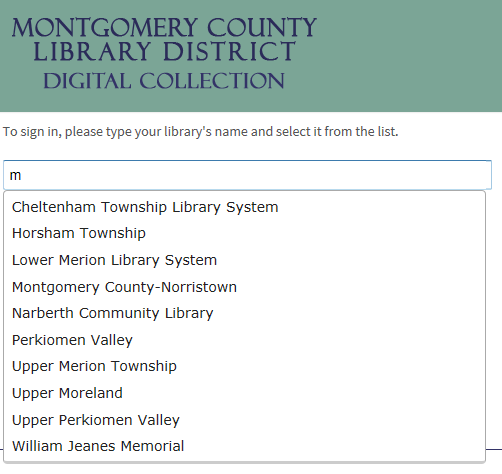 MONTGOMERY COUNTY
LIBRARY DISTRICT
DIGITAL COLLECTION
To sign in, please type your library's name and select it from the list.
m
Cheltenham Township Library System
Horsham Township
Lower Merion Library System
Montgomery County-Norristown
Narberth Community Library
Perkiomen Valley
Upper Merion Township
Upper Moreland
Upper Perkiomen Valley
William Jeanes Memorial